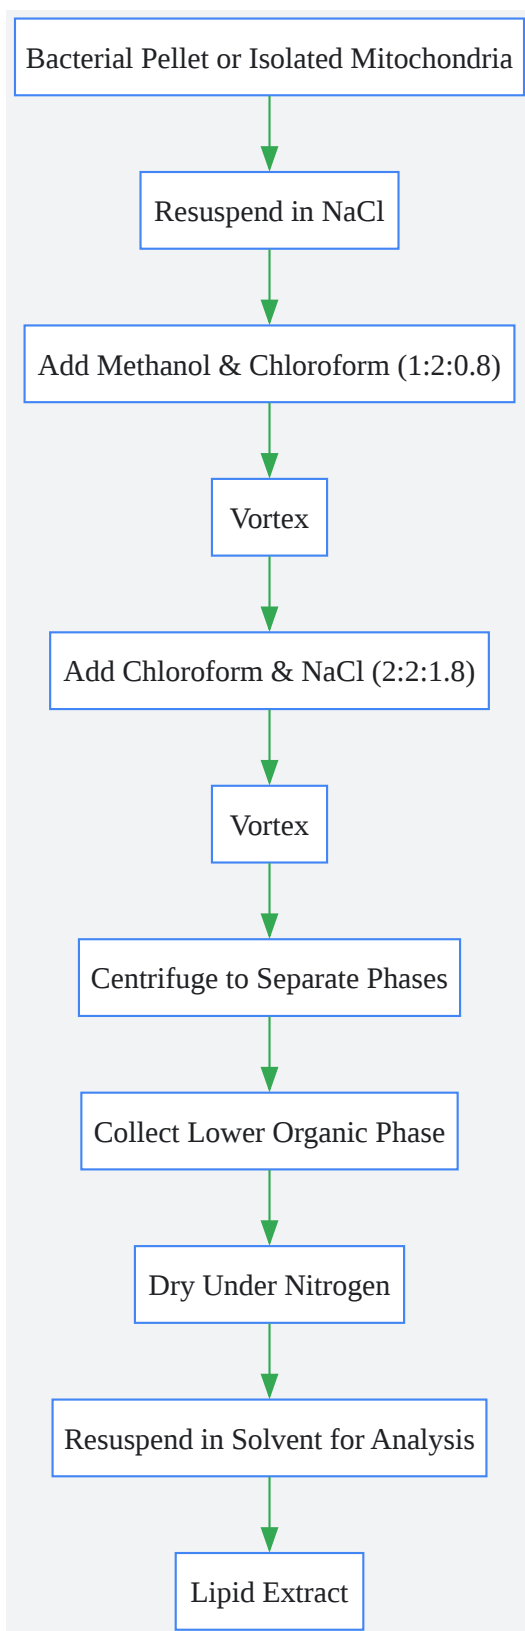 Bacterial Pellet or Isolated Mitochondria
Resuspend in NaCl
Add Methanol & Chloroform (1:2:0.8)
Vortex
Add Chloroform & NaCl (2:2:1.8)
Vortex
Centrifuge to Separate Phases
Collect Lower Organic Phase
Dry Under Nitrogen
Resuspend in Solvent for Analysis
Lipid Extract